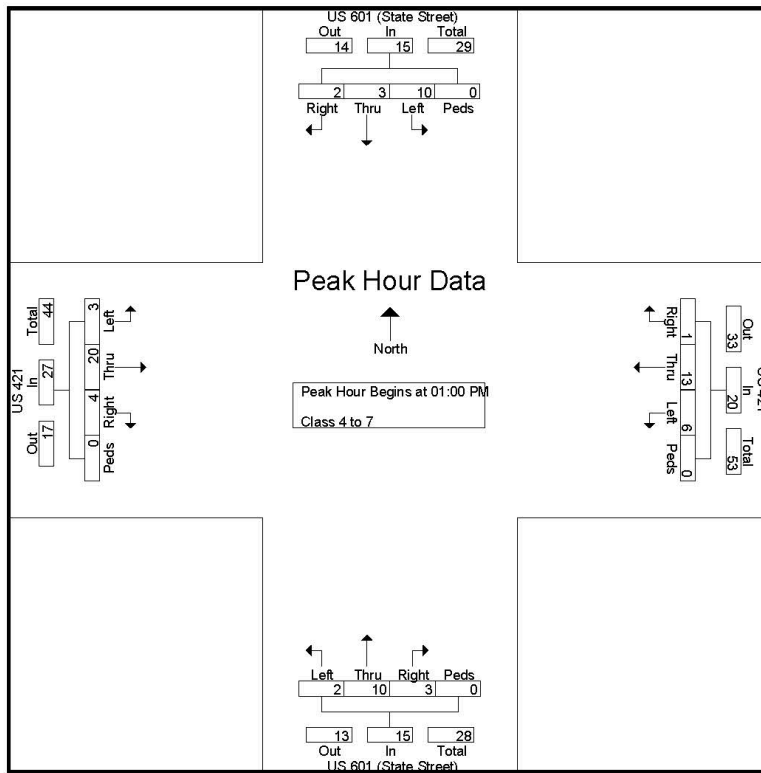 US 601 (State Street)
Out In Total
14 15 29
2 3 10 0
Right Thru Left Peds
Peak Hour Data
North
Peak Hour Begins at 01:00 PM
Class 4 to 7
US 421
Total In Out
44 27 17
3 20 4 0
Left Thru Right Peds
Right Thru Left Peds
1 13 6 0
Out In Total
33 20 53
US 421
Left Thru Right Peds
2 10 3 0
13 15 28
Out In Total
US 601 (State Street)